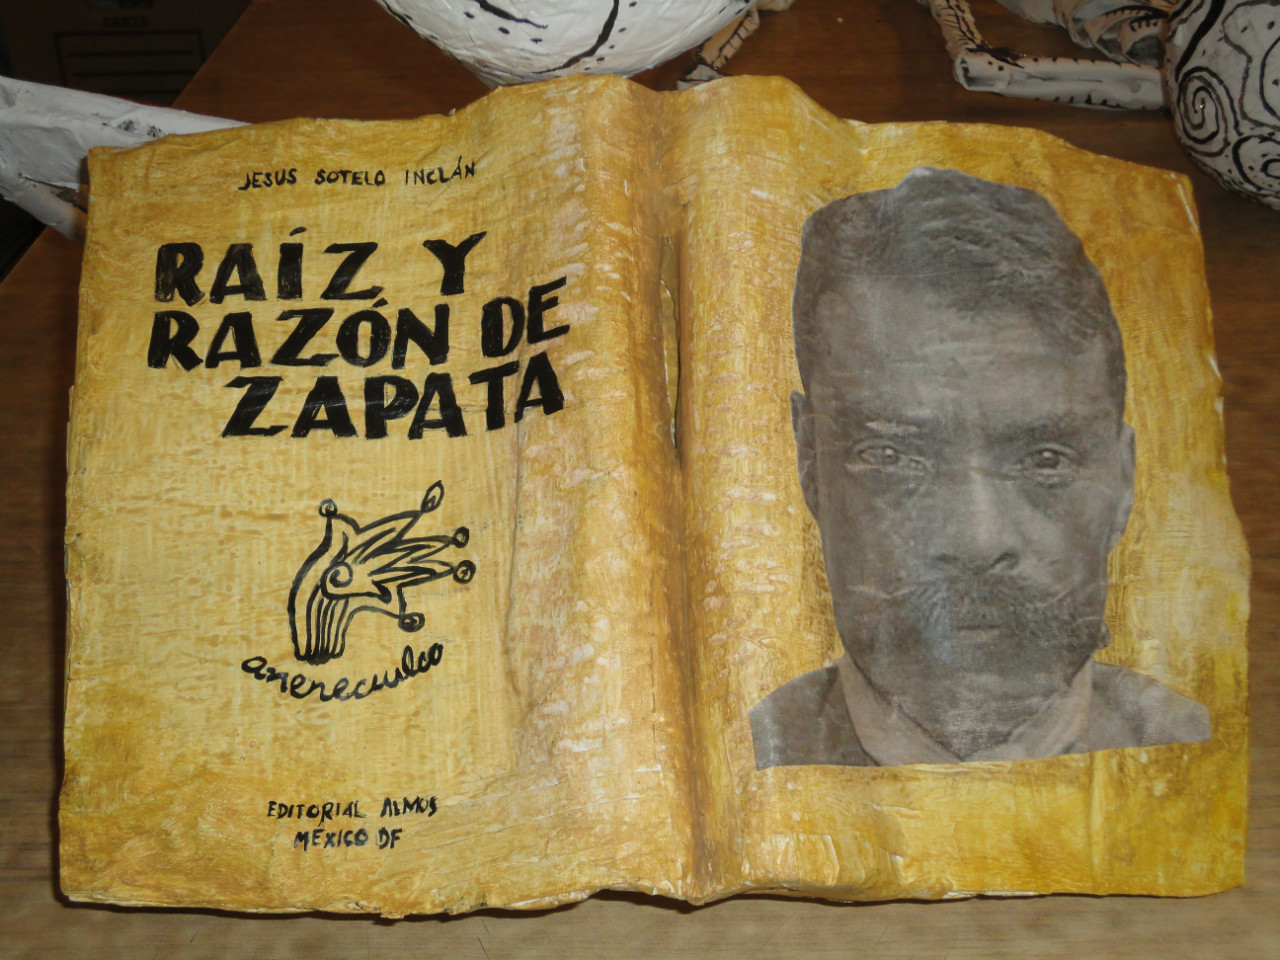 JESUS SOTELO INCLÁN
RAÍZ Y
RAZÓN DE
ZAPATA
anenecuilco
EDITORIAL ALMOS
MÉXICO DF